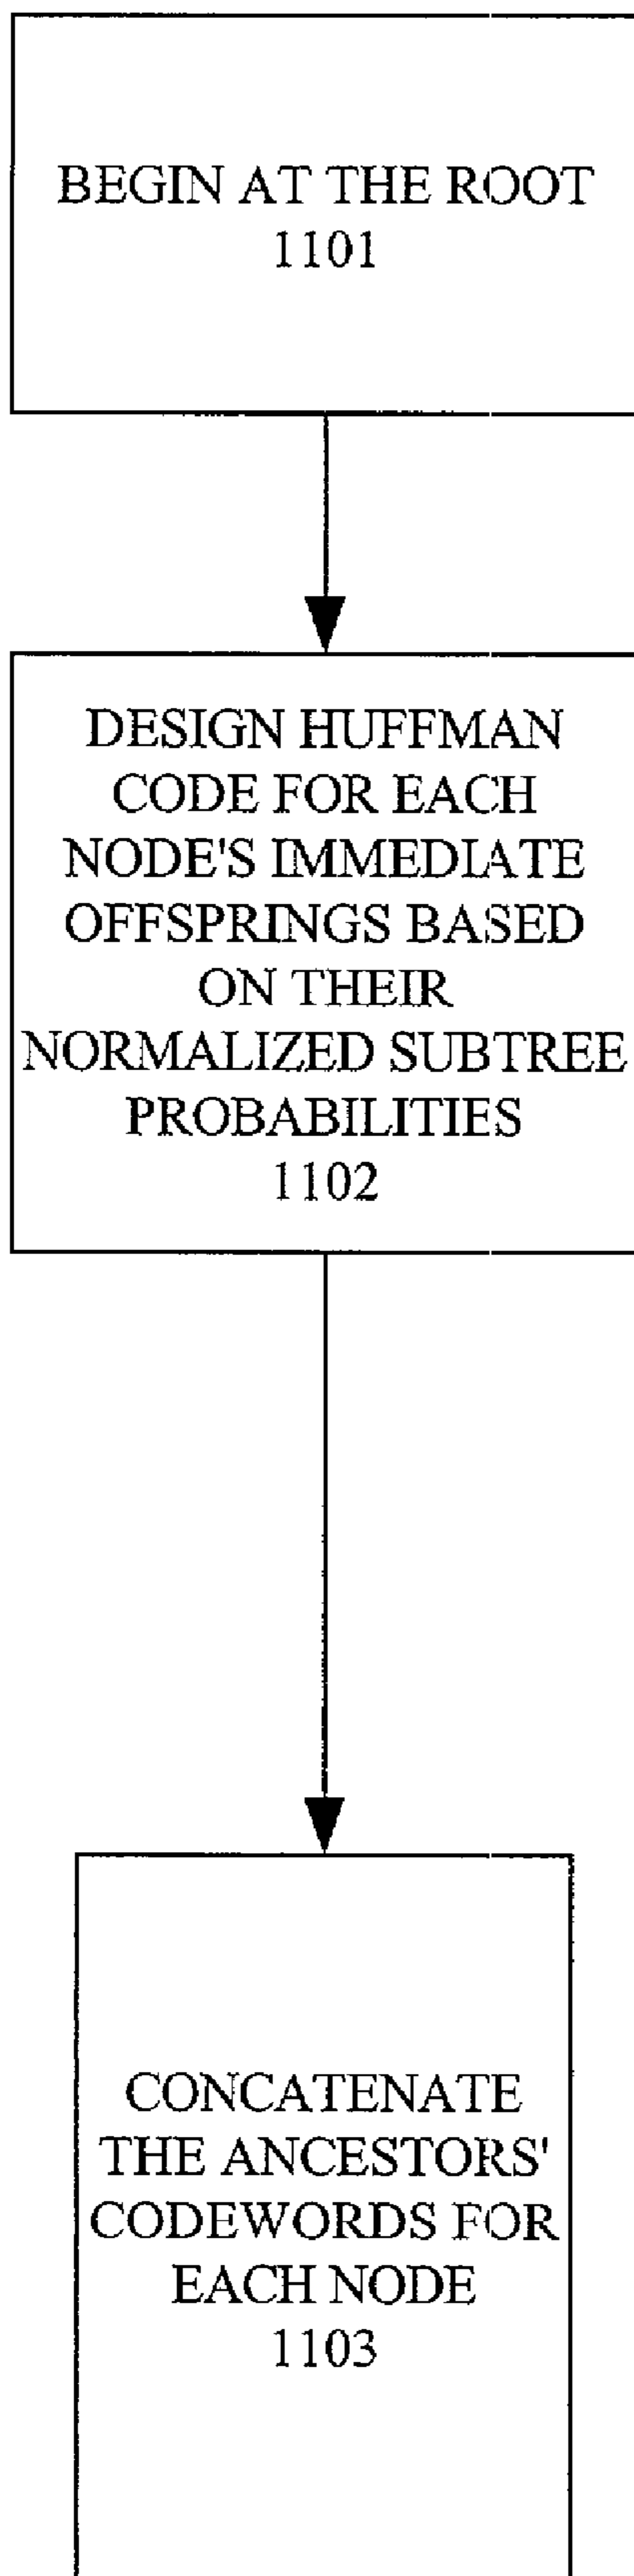 BEGIN AT THE ROOT
1101
DESIGN HUFFMAN
CODE FOR EACH
NODE'S IMMEDIATE
OFFSPRINGS BASED
ON THEIR
NORMALIZED SUBTREE
PROBABILITIES
1102
CONCATENATE
THE ANCESTORS'
CODEWORDS FOR
EACH NODE
1103